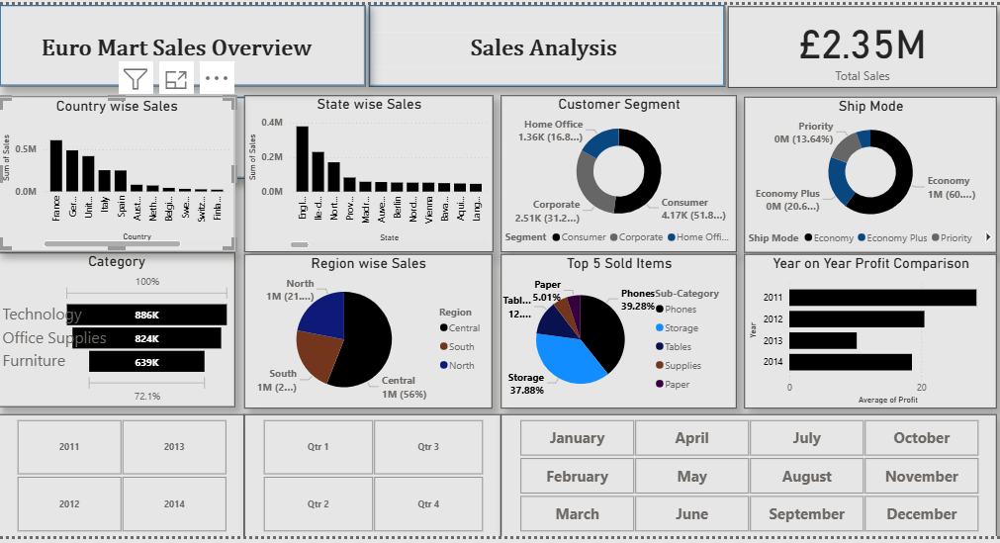 Euro Mart Sales Overview
Sales Analysis
£2.35M
Total Sales
Country wise Sales
Sum of Sales
0.5M
0.0M
France
Ger...
Unit...
Italy
Spain
Aust...
Neth...
Belgi...
Swe...
Switz...
Finla...
Country
State wise Sales
Sum of Sales
0.4M
0.2M
0.0M
Engl...
Ile-d...
Nort...
Prov...
Madr...
Auve...
Berlin
Nord...
Vienna
Bava...
Aqui...
Lang...
State
Customer Segment
Home Office
1.36K (16.8...)
Corporate
2.51K (31.2...)
Consumer
4.17K (51.8...)
Segment
Consumer
Corporate
Home Offi...
Ship Mode
Priority
0M (13.64%)
Economy Plus
0M (20.6...)
Economy
1M (60....)
Ship Mode
Economy
Economy Plus
Priority
Category
100%
Technology
886K
Office Supplies
824K
Furniture
639K
72.1%
Region wise Sales
North
1M (21....)
South
1M (2...)
Central
1M (56%)
Region
Central
South
North
Top 5 Sold Items
Paper
5.01%
Tabl...
12....
Storage
37.88%
Phones
39.28%
Sub-Category
Phones
Storage
Tables
Supplies
Paper
Year on Year Profit Comparison
Year
2011
2012
2013
2014
0
20
Average of Profit
2011
2013
2012
2014
Qtr 1
Qtr 3
Qtr 2
Qtr 4
January
April
July
October
February
May
August
November
March
June
September
December